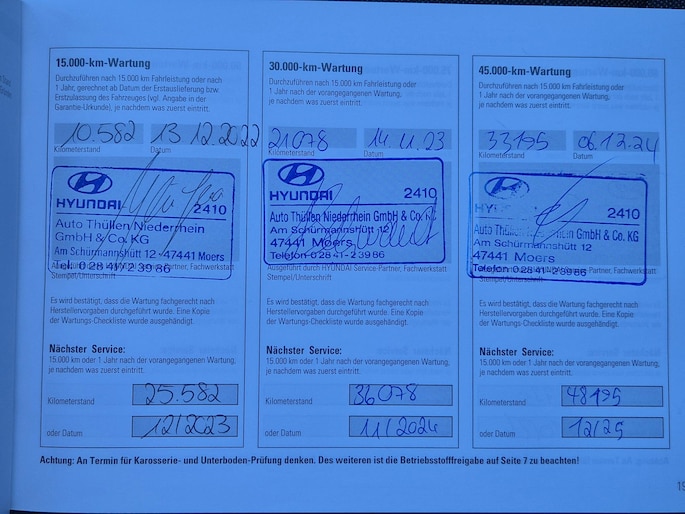 15.000-km-Wartung
Durchzuführen nach 15.000 km Fahrleistung oder nach
1 Jahr, gerechnet ab Datum der Erstauslieferung bzw.
Erstzulassung des Fahrzeuges (vgl. Angabe in der
Garantie-Urkunde), je nachdem was zuerst eintritt.
10.582 13 12.2022
Kilometerstand Datum
HYUNDAI 2410
Auto Thüllen Niederrhein
GmbH & Co. KG
Am Schürmannshütt 12 - 47441 Moers
Tel. 0 28 41/ 2 39 86
Stempel/Unterschrift
Es wird bestätigt, dass die Wartung fachgerecht nach
Herstellervorgaben durchgeführt wurde. Eine Kopie
der Wartungs-Checkliste wurde ausgehändigt.
Nächster Service:
15.000 km oder 1 Jahr nach der vorangegangenen Wartung,
je nachdem was zuerst eintritt.
Kilometerstand 25.582
oder Datum 12/2023
30.000-km-Wartung
Durchzuführen nach 15.000 km Fahrleistung oder
1 Jahr nach der vorangegangenen Wartung,
je nachdem was zuerst eintritt.
21078 14 11.23
Kilometerstand Datum
HYUNDAI 2410
Auto Thüllen Niederrhein GmbH & Co. KG
Am Schürmannshütt 12
47441 Moers
Telefon 0 28 41 - 2 39 86
Ausgeführt durch HYUNDAI Service-Partner, Fachwerkstatt
Stempel/Unterschrift
Es wird bestätigt, dass die Wartung fachgerecht nach
Herstellervorgaben durchgeführt wurde. Eine Kopie
der Wartungs-Checkliste wurde ausgehändigt.
Nächster Service:
15.000 km oder 1 Jahr nach der vorangegangenen Wartung,
je nachdem was zuerst eintritt.
Kilometerstand 36078
oder Datum 11/2024
45.000-km-Wartung
Durchzuführen nach 15.000 km Fahrleistung oder
1 Jahr nach der vorangegangenen Wartung,
je nachdem was zuerst eintritt.
33195 06.12.24
Kilometerstand Datum
2410
Auto Niederrhein GmbH & Co. KG
Am Schürmannshütt 12
47441 Moers
Telefon 0 28 41 - 2 39 86
Partner, Fachwerkstatt
Stempel/Unterschrift
Es wird bestätigt, dass die Wartung fachgerecht nach
Herstellervorgaben durchgeführt wurde. Eine Kopie
der Wartungs-Checkliste wurde ausgehändigt.
Nächster Service:
15.000 km oder 1 Jahr nach der vorangegangenen Wartung,
je nachdem was zuerst eintritt.
Kilometerstand 48195
oder Datum 12/25
Achtung: An Termin für Karosserie- und Unterboden-Prüfung denken. Des weiteren ist die Betriebsstofffreigabe auf Seite 7 zu beachten!